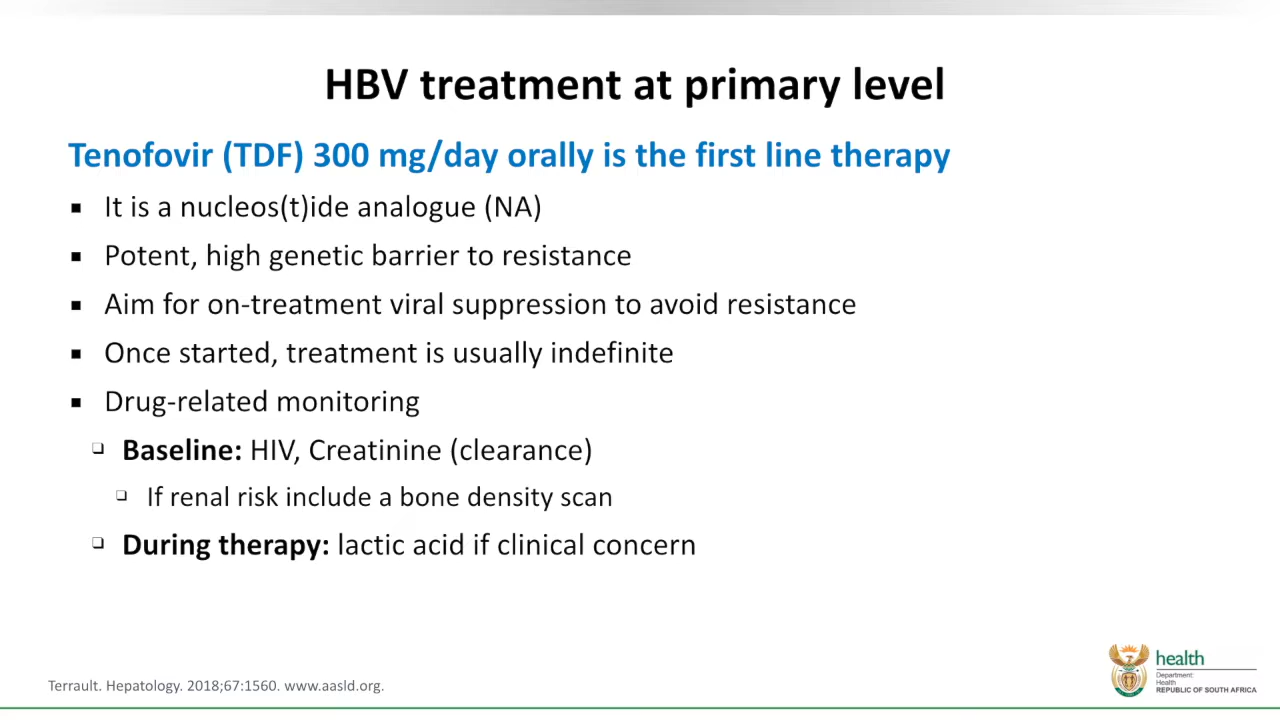 HBV treatment at primary level
Tenofovir (TDF) 300 mg/day orally is the first line therapy
▪ It is a nucleos(t)ide analogue (NA)
▪ Potent, high genetic barrier to resistance
▪ Aim for on-treatment viral suppression to avoid resistance
▪ Once started, treatment is usually indefinite
▪ Drug-related monitoring
❑ Baseline: HIV, Creatinine (clearance)
❑ If renal risk include a bone density scan
❑ During therapy: lactic acid if clinical concern
Terrault. Hepatology. 2018;67:1560. www.aasld.org.
health
Department:
Health
REPUBLIC OF SOUTH AFRICA